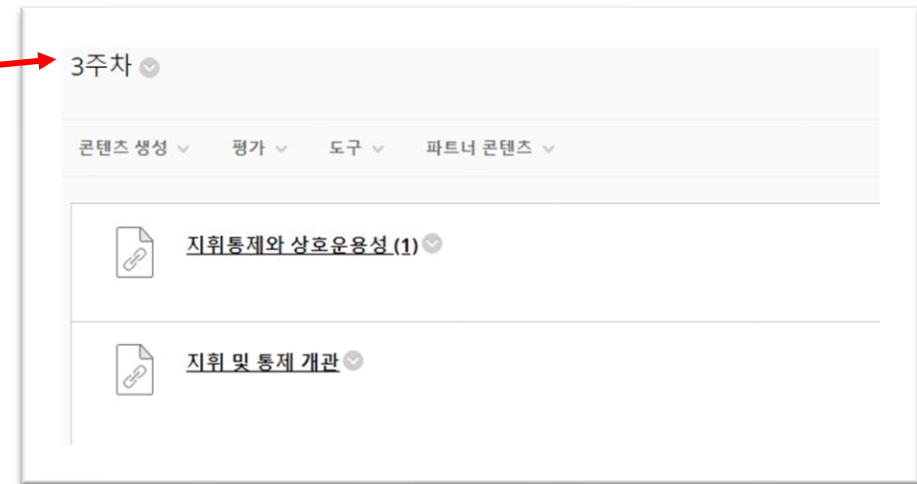 3주차
콘텐츠 생성 평가 도구 파트너 콘텐츠
지휘통제와 상호운용성 (1)
지휘 및 통제 개관